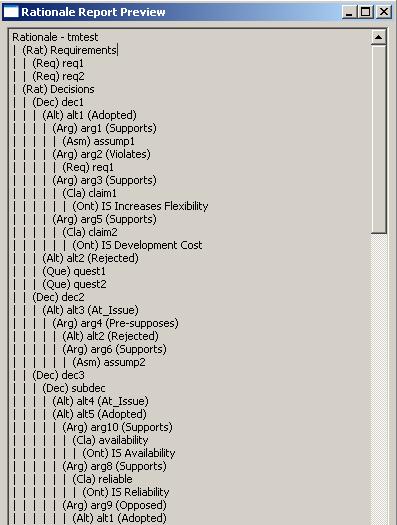 Rationale Report Preview
Rationale - tmtest
| (Rat) Requirements
| | (Req) req1
| | (Req) req2
| (Rat) Decisions
| | (Dec) dec1
| | | (Alt) alt1 (Adopted)
| | | | (Arg) arg1 (Supports)
| | | | | (Asm) assump1
| | | | (Arg) arg2 (Violates)
| | | | | (Req) req1
| | | | (Arg) arg3 (Supports)
| | | | | (Cla) claim1
| | | | | | (Ont) IS Increases Flexibility
| | | | (Arg) arg5 (Supports)
| | | | | (Cla) claim2
| | | | | | (Ont) IS Development Cost
| | | (Alt) alt2 (Rejected)
| | | (Que) quest1
| | | (Que) quest2
| | (Dec) dec2
| | | (Alt) alt3 (At_Issue)
| | | | (Arg) arg4 (Pre-supposes)
| | | | | (Alt) alt2 (Rejected)
| | | | (Arg) arg6 (Supports)
| | | | | (Asm) assump2
| | (Dec) dec3
| | | (Dec) subdec
| | | | (Alt) alt4 (At_Issue)
| | | | (Alt) alt5 (Adopted)
| | | | | (Arg) arg10 (Supports)
| | | | | | (Cla) availability
| | | | | | | (Ont) IS Availability
| | | | | (Arg) arg8 (Supports)
| | | | | | (Cla) reliable
| | | | | | | (Ont) IS Reliability
| | | | | (Arg) arg9 (Opposed)
| | | | | | (Alt) alt1 (Adopted)